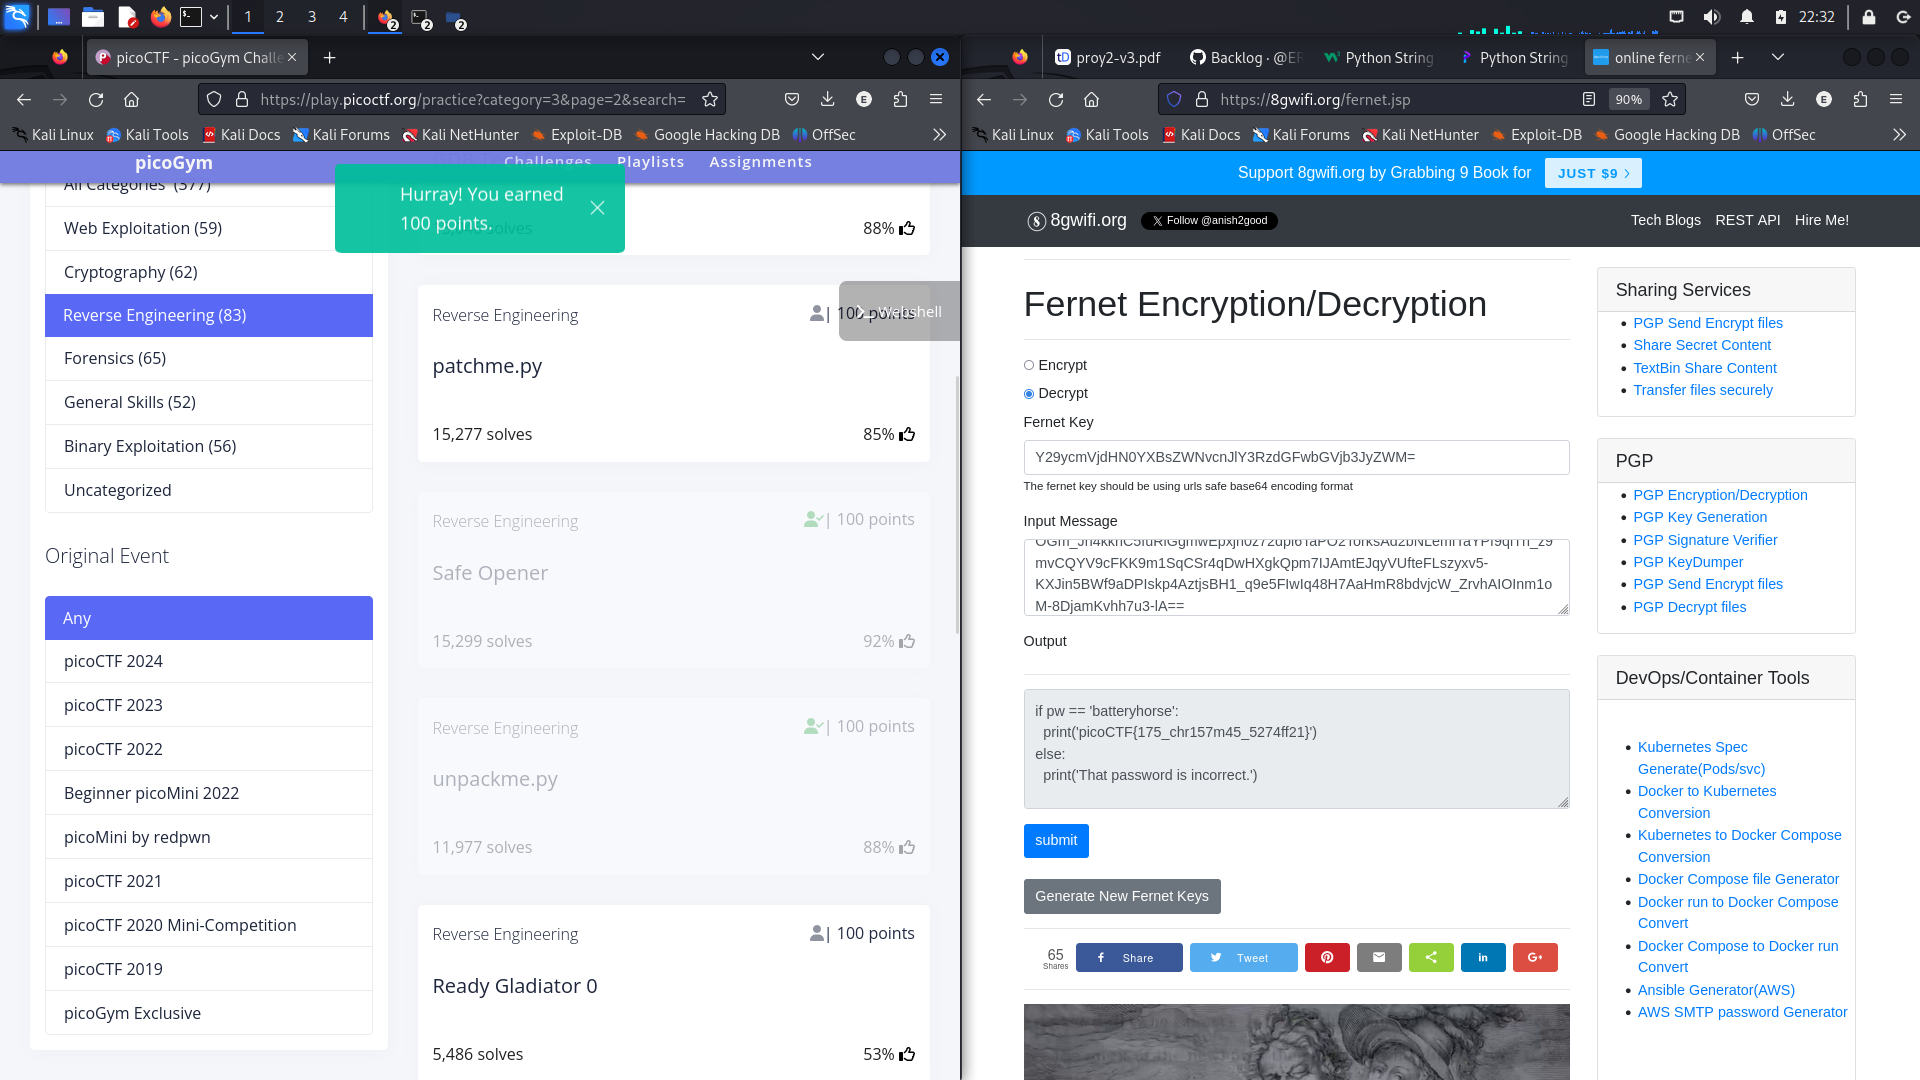 1 2 3 4
2 2 2
22:32
picoCTF - picoGym Challe
https://play.picoctf.org/practice?category=3&page=2&search=
Kali Linux Kali Tools Kali Docs Kali Forums Kali NetHunter Exploit-DB Google Hacking DB OffSec
picoGym Challenges Playlists Assignments
Hurray! You earned
100 points.
All Categories (377)
Web Exploitation (59)
Cryptography (62)
Reverse Engineering (83)
Forensics (65)
General Skills (52)
Binary Exploitation (56)
Uncategorized
Original Event
Any
picoCTF 2024
picoCTF 2023
picoCTF 2022
Beginner picoMini 2022
picoMini by redpwn
picoCTF 2021
picoCTF 2020 Mini-Competition
picoCTF 2019
picoGym Exclusive
solves 88%
Webshell
Reverse Engineering | 100 points
patchme.py
15,277 solves 85%
Reverse Engineering | 100 points
Safe Opener
15,299 solves 92%
Reverse Engineering | 100 points
unpackme.py
11,977 solves 88%
Reverse Engineering | 100 points
Ready Gladiator 0
5,486 solves 53%
proy2-v3.pdf Backlog · @ER Python String Python String online ferne
https://8gwifi.org/fernet.jsp 90%
Kali Linux Kali Tools Kali Docs Kali Forums Kali NetHunter Exploit-DB Google Hacking DB OffSec
Support 8gwifi.org by Grabbing 9 Book for JUST $9
8gwifi.org Follow @anish2good Tech Blogs REST API Hire Me!
Fernet Encryption/Decryption
Encrypt
Decrypt
Fernet Key
Y29ycmVjdHN0YXBsZWNvcnJlY3RzdGFwbGVjb3JyZWM=
The fernet key should be using urls safe base64 encoding format
Input Message
mvCQYV9cFKK9m1SqCSr4qDwHXgkQpm7IJAmtEJqyVUfteFLszyxv5-
KXJin5BWf9aDPIskp4AztjsBH1_q9e5FIwIq48H7AaHmR8bdvjcW_ZrvhAIOInm1o
M-8DjamKvhh7u3-lA==
Output
if pw == 'batteryhorse':
print('picoCTF{175_chr157m45_5274ff21}')
else:
print('That password is incorrect.')
submit
Generate New Fernet Keys
65
Shares
Share Tweet
Sharing Services
PGP Send Encrypt files
Share Secret Content
TextBin Share Content
Transfer files securely
PGP
PGP Encryption/Decryption
PGP Key Generation
PGP Signature Verifier
PGP KeyDumper
PGP Send Encrypt files
PGP Decrypt files
DevOps/Container Tools
Kubernetes Spec
Generate(Pods/svc)
Docker to Kubernetes
Conversion
Kubernetes to Docker Compose
Conversion
Docker Compose file Generator
Docker run to Docker Compose
Convert
Docker Compose to Docker run
Convert
Ansible Generator(AWS)
AWS SMTP password Generator